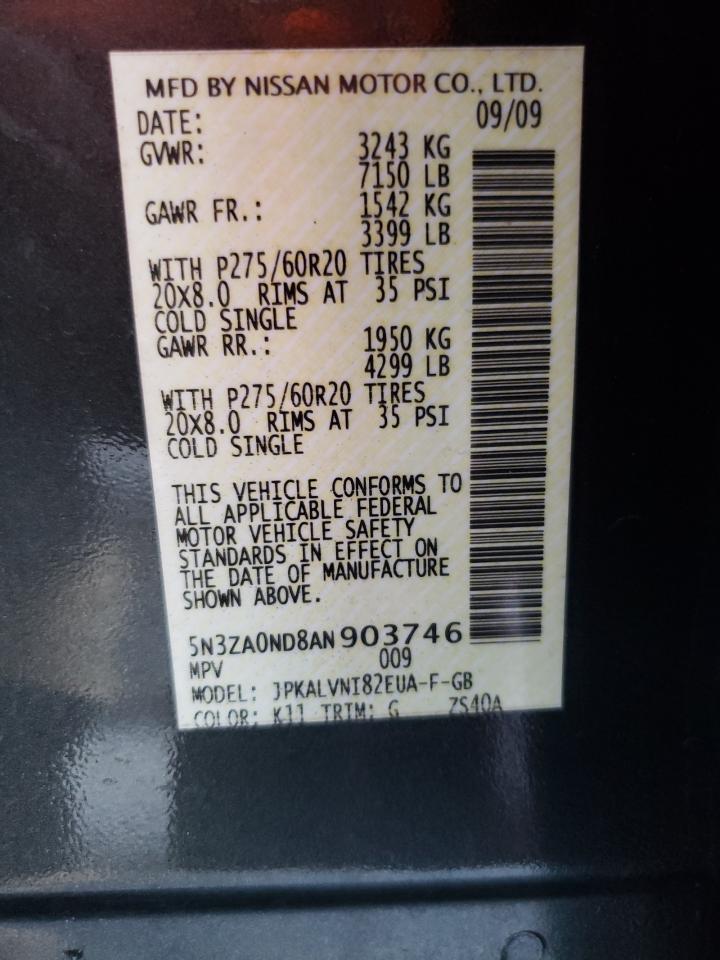 MFD BY NISSAN MOTOR CO., LTD.
DATE: 09/09
GVWR: 3243 KG
7150 LB
GAWR FR.: 1542 KG
3399 LB
WITH P275/60R20 TIRES
20X8.0 RIMS AT 35 PSI
COLD SINGLE
GAWR RR.: 1950 KG
4299 LB
WITH P275/60R20 TIRES
20X8.0 RIMS AT 35 PSI
COLD SINGLE
THIS VEHICLE CONFORMS TO
ALL APPLICABLE FEDERAL
MOTOR VEHICLE SAFETY
STANDARDS IN EFFECT ON
THE DATE OF MANUFACTURE
SHOWN ABOVE.
5N3ZA0ND8AN903746
MPV 009
MODEL: JPKALVNI82EUA-F-GB
COLOR: K11 TRIM: G ZS40A